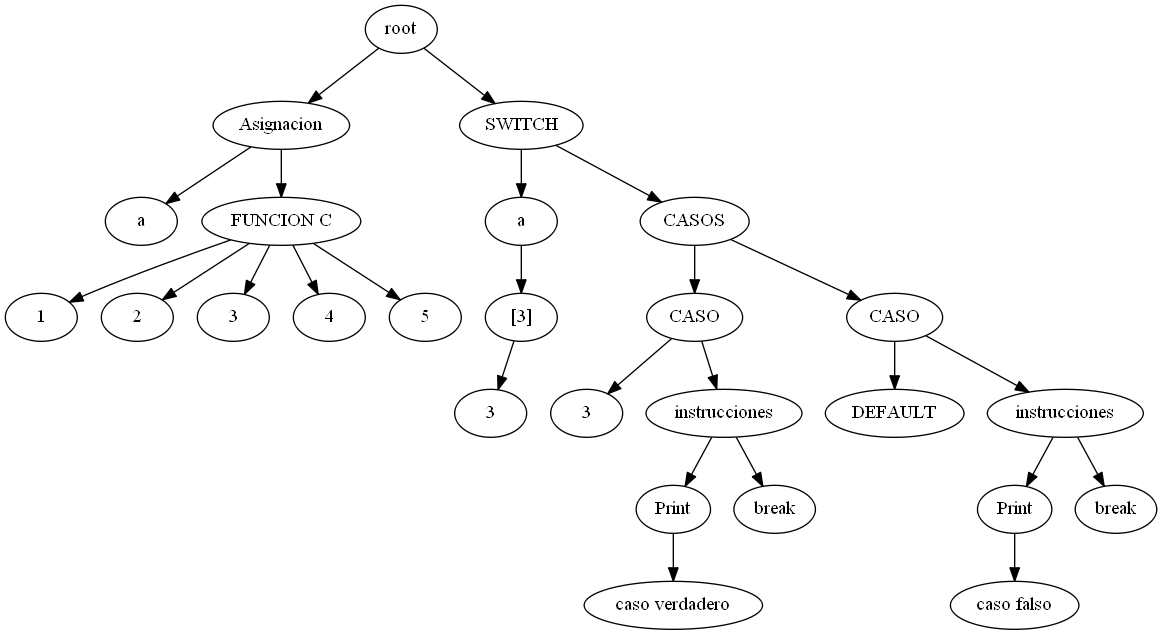 root
Asignacion
SWITCH
a
FUNCION C
a
CASOS
1
2
3
4
5
[3]
CASO
CASO
3
3
instrucciones
DEFAULT
instrucciones
Print
break
Print
break
caso verdadero
caso falso